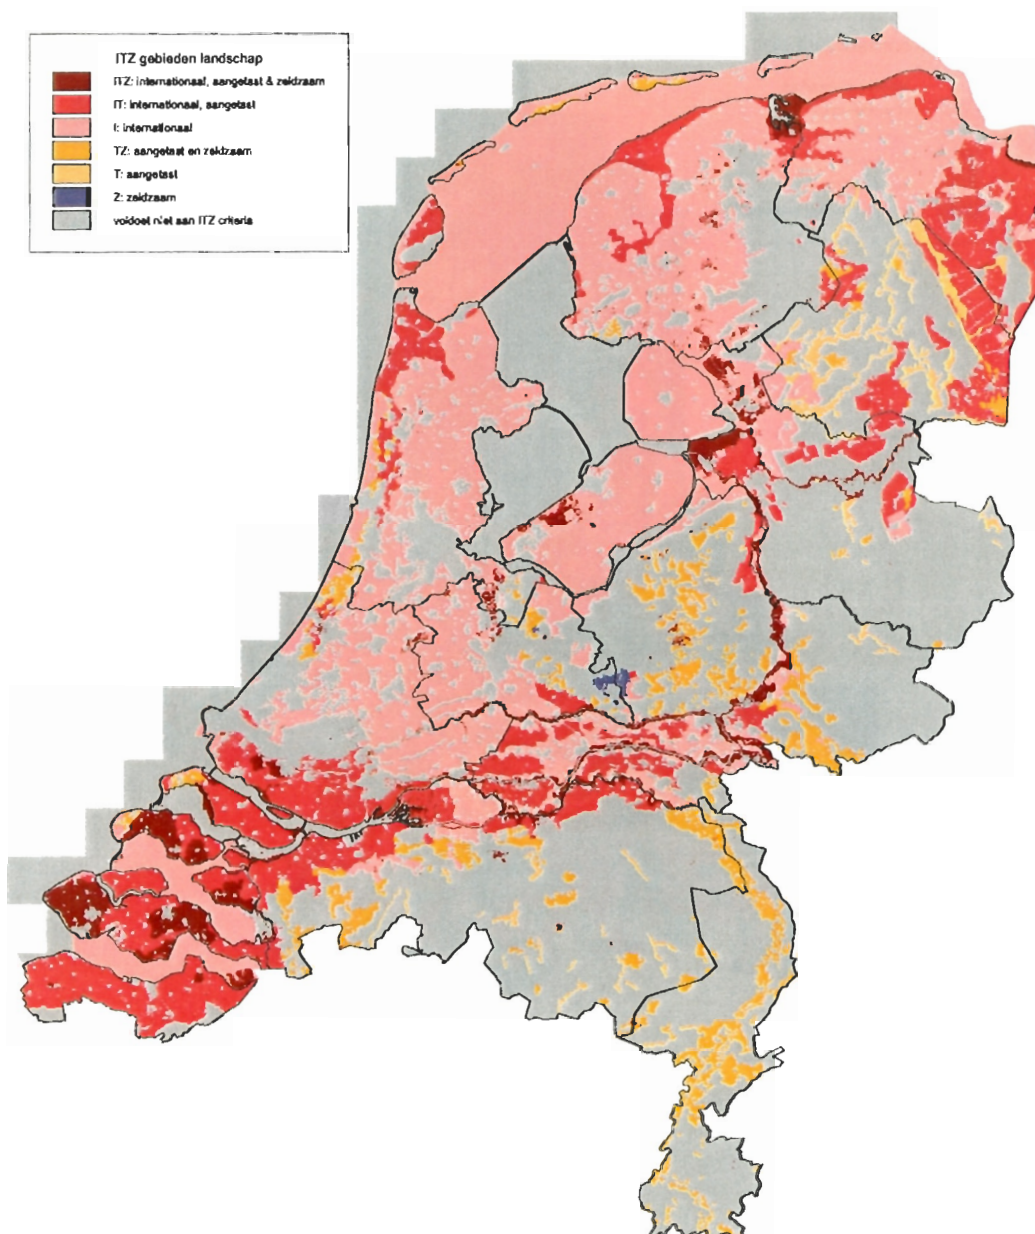 ITZ gebieden landschap
ITZ: internationaal, aangetast & zeldzaam
IT: internationaal, aangetast
I: internationaal
TZ: aangetast en zeldzaam
T: aangetast
Z: zeldzaam
voldoet niet aan ITZ criteria